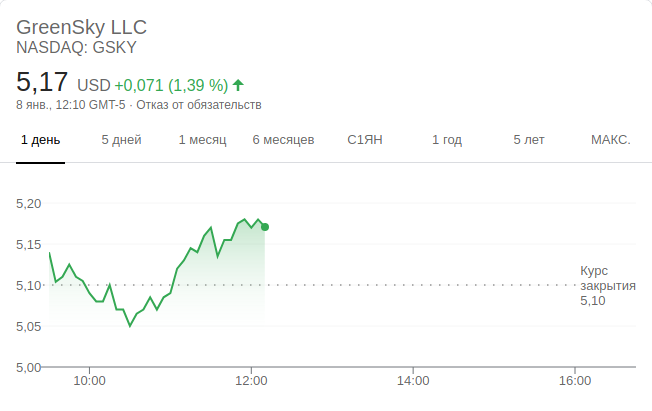 GreenSky LLC
NASDAQ: GSKY
5,17 USD +0,071 (1,39 %)
8 янв., 12:10 GMT-5 · Отказ от обязательств
1 день 5 дней 1 месяц 6 месяцев С1ЯН 1 год 5 лет МАКС.
5,20
5,15
5,10
5,05
5,00
Курс
закрытия
5,10
10:00 12:00 14:00 16:00